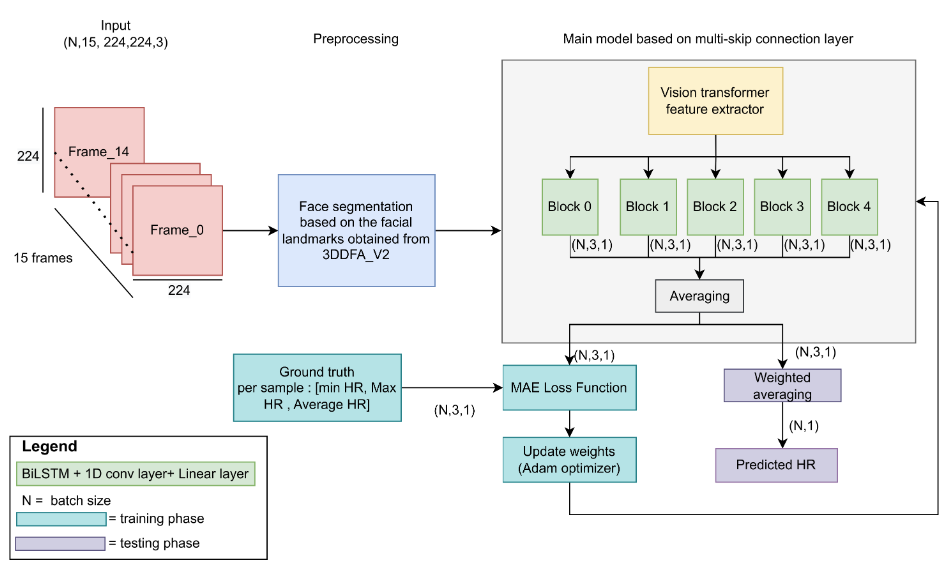 Input
(N,15, 224,224,3)
Preprocessing
Main model based on multi-skip connection layer
Vision transformer
feature extractor
224
Frame_14
Frame_0
15 frames
224
Face segmentation
based on the facial
landmarks obtained from
3DDFA_V2
Block 0
Block 1
Block 2
Block 3
Block 4
(N,3,1)
(N,3,1)
(N,3,1)
(N,3,1)
(N,3,1)
Averaging
(N,3,1)
(N,3,1)
Ground truth
per sample : [min HR, Max
HR , Average HR]
(N,3,1)
MAE Loss Function
Weighted
averaging
(N,1)
Update weights
(Adam optimizer)
Predicted HR
Legend
BiLSTM + 1D conv layer+ Linear layer
N = batch size
= training phase
= testing phase